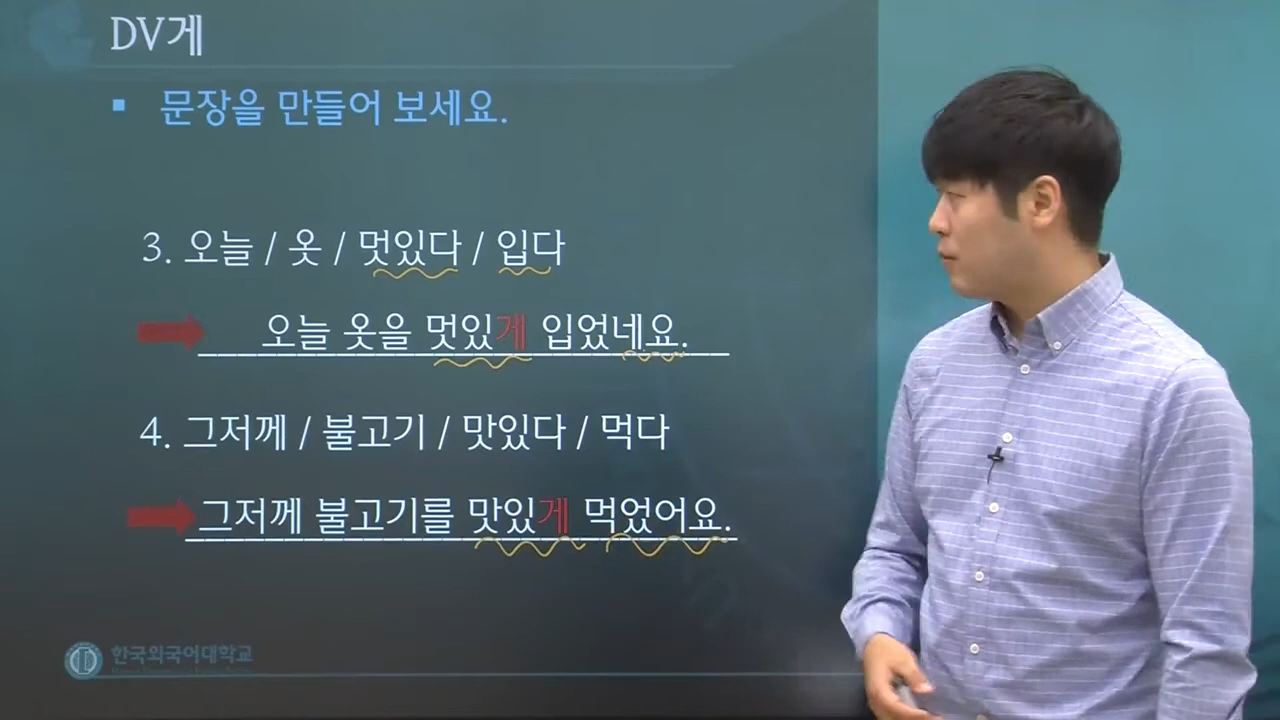 DV게
▪ 문장을 만들어 보세요.
3. 오늘 / 옷 / 멋있다 / 입다
오늘 옷을 멋있게 입었네요.
4. 그저께 / 불고기 / 맛있다 / 먹다
그저께 불고기를 맛있게 먹었어요.
한국외국어대학교